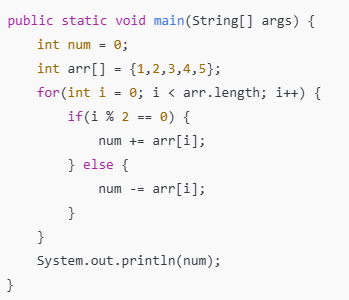 public static void main(String[] args) {
    int num = 0;
    int arr[] = {1,2,3,4,5};
    for(int i = 0; i < arr.length; i++) {
        if(i % 2 == 0) {
            num += arr[i];
        } else {
            num -= arr[i];
        }
    }
    System.out.println(num);
}